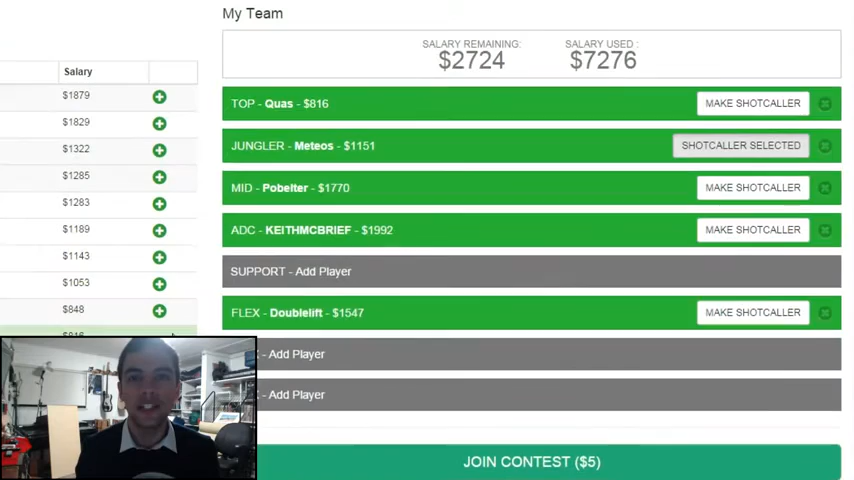 My Team
SALARY REMAINING: SALARY USED :
$2724 $7276
Salary
$1879
$1829
$1322
$1285
$1283
$1189
$1143
$1053
$848
$816
TOP - Quas - $816 MAKE SHOTCALLER
JUNGLER - Meteos - $1151 SHOTCALLER SELECTED
MID - Pobelter - $1770 MAKE SHOTCALLER
ADC - KEITHMCBRIEF - $1992 MAKE SHOTCALLER
SUPPORT - Add Player
FLEX - Doublelift - $1547 MAKE SHOTCALLER
- Add Player
- Add Player
JOIN CONTEST ($5)